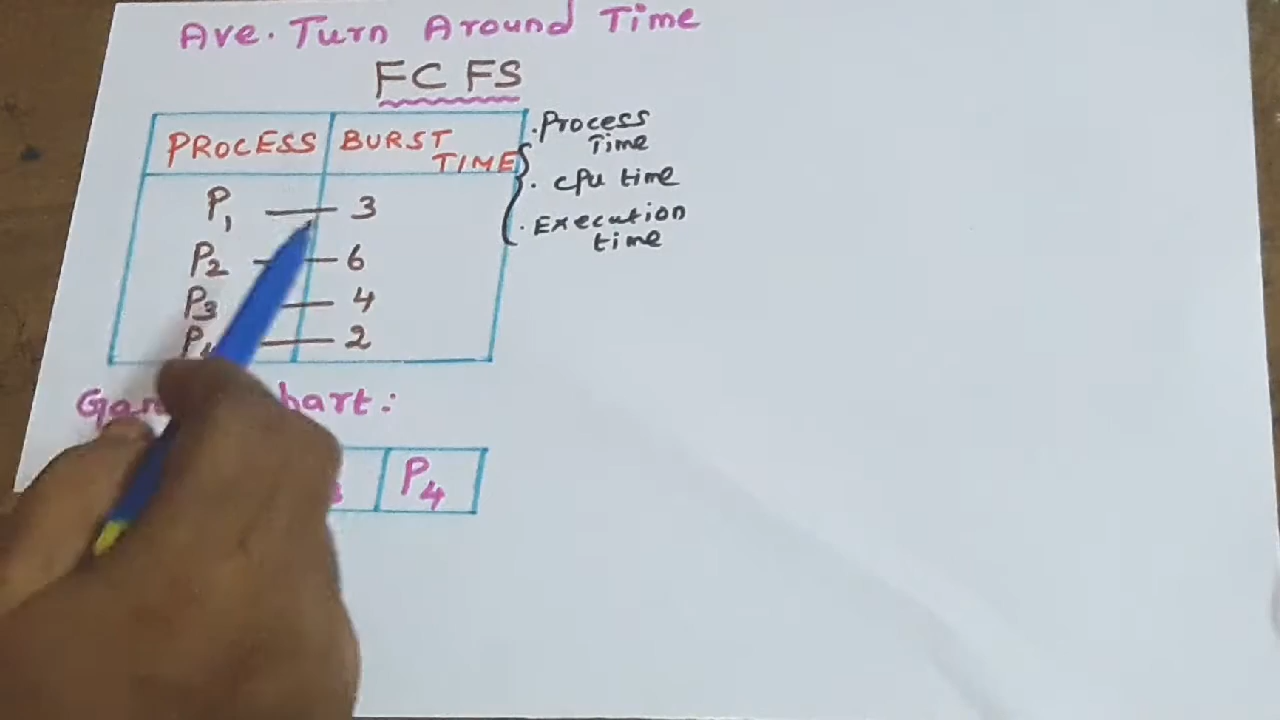 Ave. Turn Around Time
FCFS
PROCESS BURST TIME
. Process Time
. cpu time
. Execution time
P1 — 3
P2 — 6
P3 — 4
— 2
hart:
P4